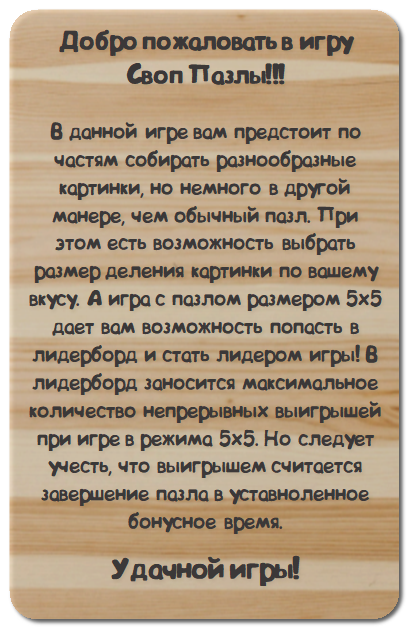 Добро пожаловать в игру
Своп Пазлы!!!
В данной игре вам предстоит по
частям собирать разнообразные
картинки, но немного в другой
манере, чем обычный пазл. При
этом есть возможность выбрать
размер деления картинки по вашему
вкусу. А игра с пазлом размером 5x5
дает вам возможность попасть в
лидерборд и стать лидером игры! В
лидерборд заносится максимальное
количество непрерывных выигрышей
при игре в режима 5x5. Но следует
учесть, что выигрышем считается
завершение пазла в уставноленное
бонусное время.
Удачной игры!